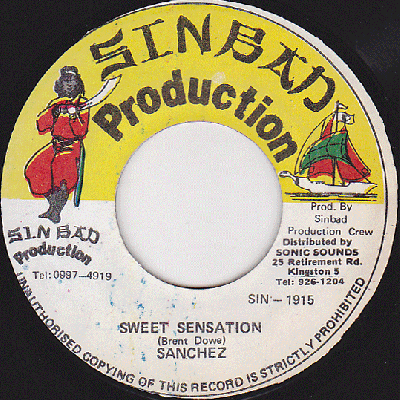 SINBAD
Production
SINBAD
Production
Tel: 0997-4919
Prod. By
Sinbad
Production Crew
Distributed by
SONIC SOUNDS
25 Retirement Rd.
Kingston 5
Tel: 926-1204
SIN - 1915
SWEET SENSATION
(Brent Dowe)
SANCHEZ
UNAUTHORISED COPYING OF THIS RECORD IS STRICTLY PROHIBITED